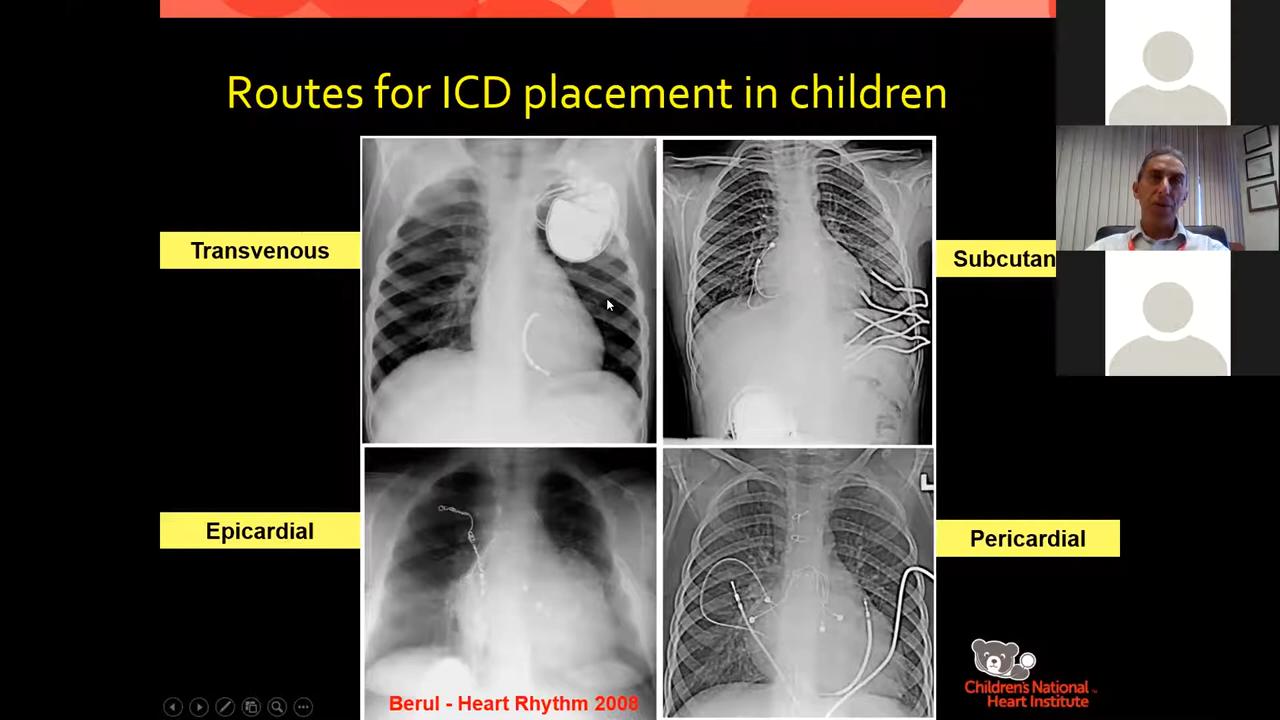 Routes for ICD placement in children
Transvenous
Subcutan
Epicardial
Pericardial
Berul - Heart Rhythm 2008
Children's National
Heart Institute